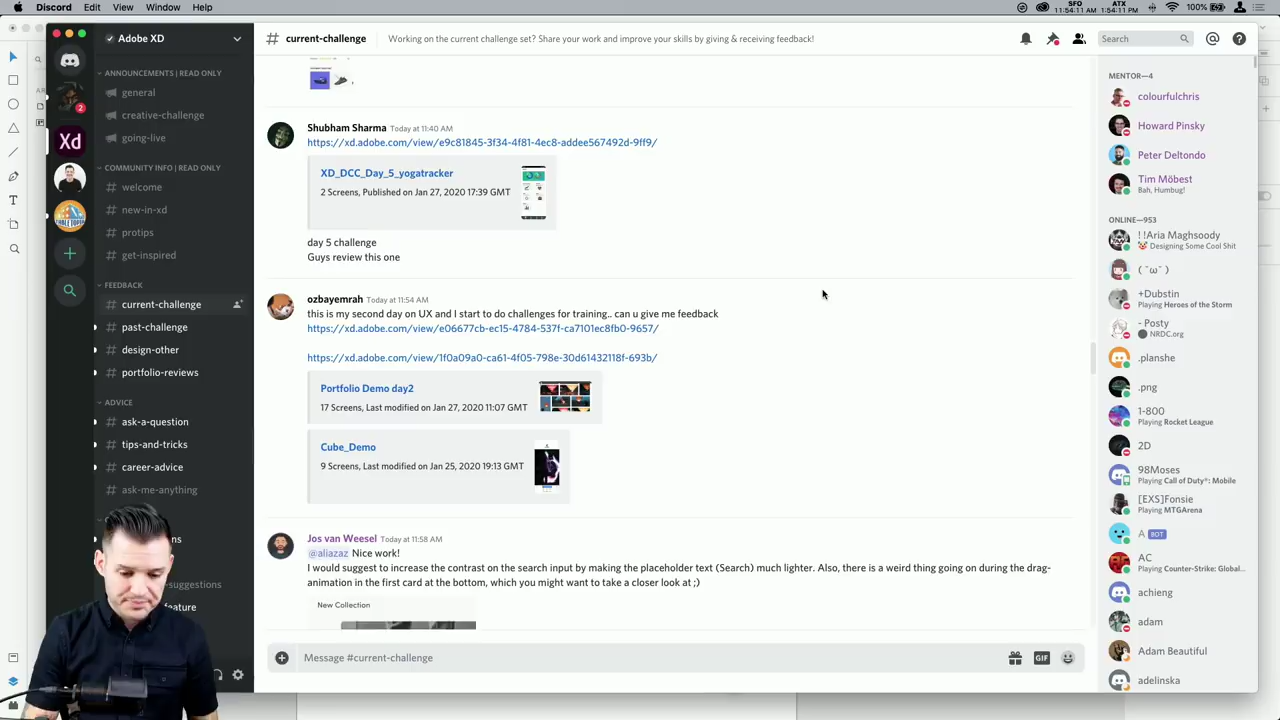 Discord Edit View Window Help
SFO ATX
11:54:11 AM 1:54:11 PM
100%
Adobe XD
# current-challenge
Working on the current challenge set? Share your work and improve your skills by giving & receiving feedback!
Search
ANNOUNCEMENTS | READ ONLY
general
creative-challenge
going-live
COMMUNITY INFO | READ ONLY
# welcome
# new-in-xd
# protips
# get-inspired
FEEDBACK
# current-challenge
# past-challenge
# design-other
# portfolio-reviews
ADVICE
# ask-a-question
# tips-and-tricks
# career-advice
# ask-me-anything
Xd
2
Shubham Sharma Today at 11:40 AM
https://xd.adobe.com/view/e9c81845-3f34-4f81-4ec8-addee567492d-9ff9/
XD_DCC_Day_5_yogatracker
2 Screens, Published on Jan 27, 2020 17:39 GMT
day 5 challenge
Guys review this one
ozbayemrah Today at 11:54 AM
this is my second day on UX and I start to do challenges for training.. can u give me feedback
https://xd.adobe.com/view/e06677cb-ec15-4784-537f-ca7101ec8fb0-9657/
https://xd.adobe.com/view/1f0a09a0-ca61-4f05-798e-30d61432118f-693b/
Portfolio Demo day2
17 Screens, Last modified on Jan 27, 2020 11:07 GMT
Cube_Demo
9 Screens, Last modified on Jan 25, 2020 19:13 GMT
Jos van Weesel Today at 11:58 AM
@aliazaz Nice work!
I would suggest to increase the contrast on the search input by making the placeholder text (Search) much lighter. Also, there is a weird thing going on during the drag-
animation in the first card at the bottom, which you might want to take a closer look at ;)
New Collection
Message #current-challenge
GIF
MENTOR—4
colourfulchris
Howard Pinsky
Peter Deltondo
Tim Möbest
Bah, Humbug!
ONLINE—953
! !Aria Maghsoody
Designing Some Cool Shit
( ˘ω˘ )
+Dubstin
Playing Heroes of the Storm
- Posty
NRDC.org
.planshe
.png
1-800
Playing Rocket League
2D
98Moses
Playing Call of Duty®: Mobile
[EXS]Fonsie
Playing MTGArena
A BOT
AC
Playing Counter-Strike: Global...
achieng
adam
Adam Beautiful
adelinska